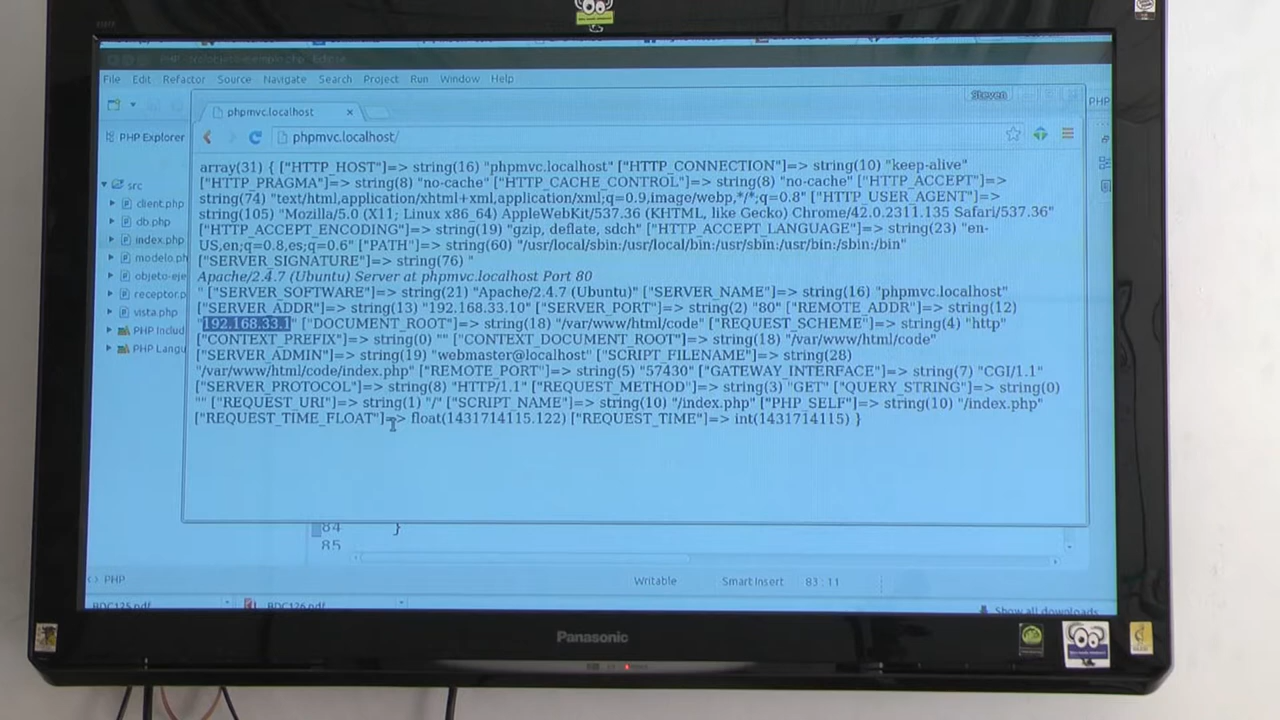 File Edit Refactor Source Navigate Search Project Run Window Help
Steven
phpmvc.localhost
PHP
PHP Explorer
phpmvc.localhost/
src
client.php
db.php
index.php
modelo.ph
objeto-eje
receptor.p
vista.php
PHP Includ
PHP Langu
array(31) { ["HTTP_HOST"]=> string(16) "phpmvc.localhost" ["HTTP_CONNECTION"]=> string(10) "keep-alive"
["HTTP_PRAGMA"]=> string(8) "no-cache" ["HTTP_CACHE_CONTROL"]=> string(8) "no-cache" ["HTTP_ACCEPT"]=>
string(74) "text/html,application/xhtml+xml,application/xml;q=0.9,image/webp,*/*;q=0.8" ["HTTP_USER_AGENT"]=>
string(105) "Mozilla/5.0 (X11; Linux x86_64) AppleWebKit/537.36 (KHTML, like Gecko) Chrome/42.0.2311.135 Safari/537.36"
["HTTP_ACCEPT_ENCODING"]=> string(19) "gzip, deflate, sdch" ["HTTP_ACCEPT_LANGUAGE"]=> string(23) "en-
US,en;q=0.8,es;q=0.6" ["PATH"]=> string(60) "/usr/local/sbin:/usr/local/bin:/usr/sbin:/usr/bin:/sbin:/bin"
["SERVER_SIGNATURE"]=> string(76) "
Apache/2.4.7 (Ubuntu) Server at phpmvc.localhost Port 80
" ["SERVER_SOFTWARE"]=> string(21) "Apache/2.4.7 (Ubuntu)" ["SERVER_NAME"]=> string(16) "phpmvc.localhost"
["SERVER_ADDR"]=> string(13) "192.168.33.10" ["SERVER_PORT"]=> string(2) "80" ["REMOTE_ADDR"]=> string(12)
"192.168.33.1" ["DOCUMENT_ROOT"]=> string(18) "/var/www/html/code" ["REQUEST_SCHEME"]=> string(4) "http"
["CONTEXT_PREFIX"]=> string(0) "" ["CONTEXT_DOCUMENT_ROOT"]=> string(18) "/var/www/html/code"
["SERVER_ADMIN"]=> string(19) "webmaster@localhost" ["SCRIPT_FILENAME"]=> string(28)
"/var/www/html/code/index.php" ["REMOTE_PORT"]=> string(5) "57430" ["GATEWAY_INTERFACE"]=> string(7) "CGI/1.1"
["SERVER_PROTOCOL"]=> string(8) "HTTP/1.1" ["REQUEST_METHOD"]=> string(3) "GET" ["QUERY_STRING"]=> string(0)
"" ["REQUEST_URI"]=> string(1) "/" ["SCRIPT_NAME"]=> string(10) "/index.php" ["PHP_SELF"]=> string(10) "/index.php"
["REQUEST_TIME_FLOAT"]=> float(1431714115.122) ["REQUEST_TIME"]=> int(1431714115) }
84 }
85
PHP Writable Smart Insert 83 : 11
BDC125.pdf BDC126.pdf Show all downloads
Panasonic